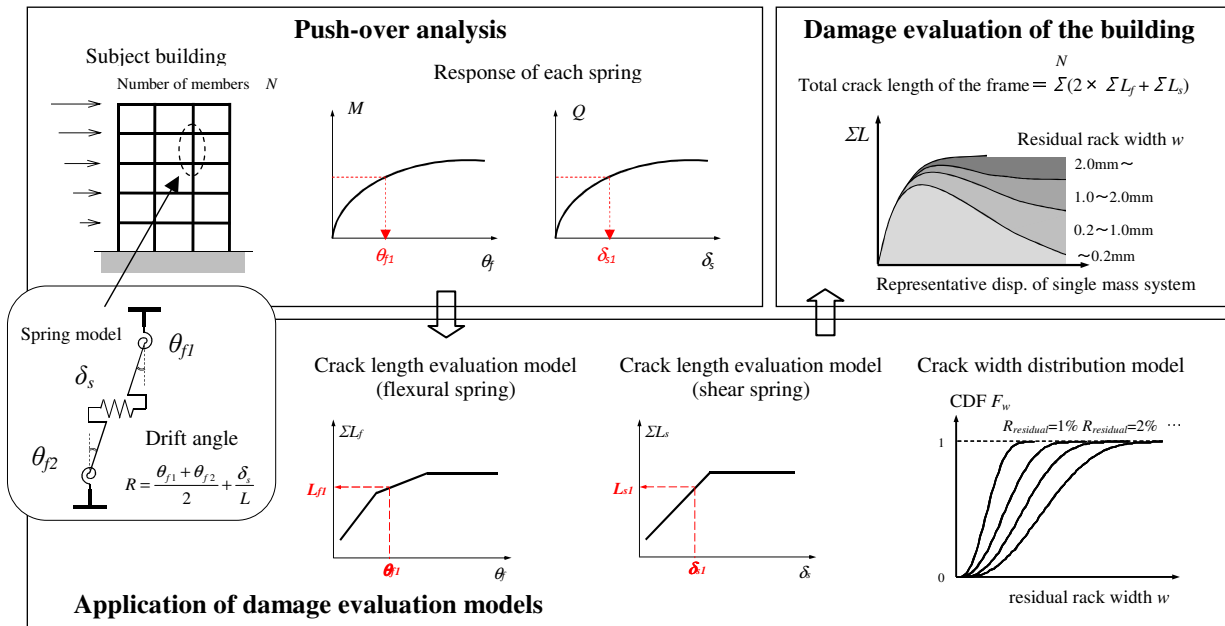 Push-over analysis
Subject building
Number of members N
Response of each spring
M
θf1
θf
Q
δs1
δs
Damage evaluation of the building
N
Total crack length of the frame = Σ(2 × ΣLf + ΣLs)
ΣL
Residual rack width w
2.0mm～
1.0～2.0mm
0.2～1.0mm
～0.2mm
Representative disp. of single mass system
Spring model
θf1
δs
θf2
Drift angle
R = (θf1 + θf2)/2 + δs/L
Crack length evaluation model
(flexural spring)
ΣLf
Lf1
θf1
θf
Crack length evaluation model
(shear spring)
ΣLs
Ls1
δs1
δs
Crack width distribution model
CDF Fw
Rresidual=1% Rresidual=2% …
1
0
residual rack width w
Application of damage evaluation models